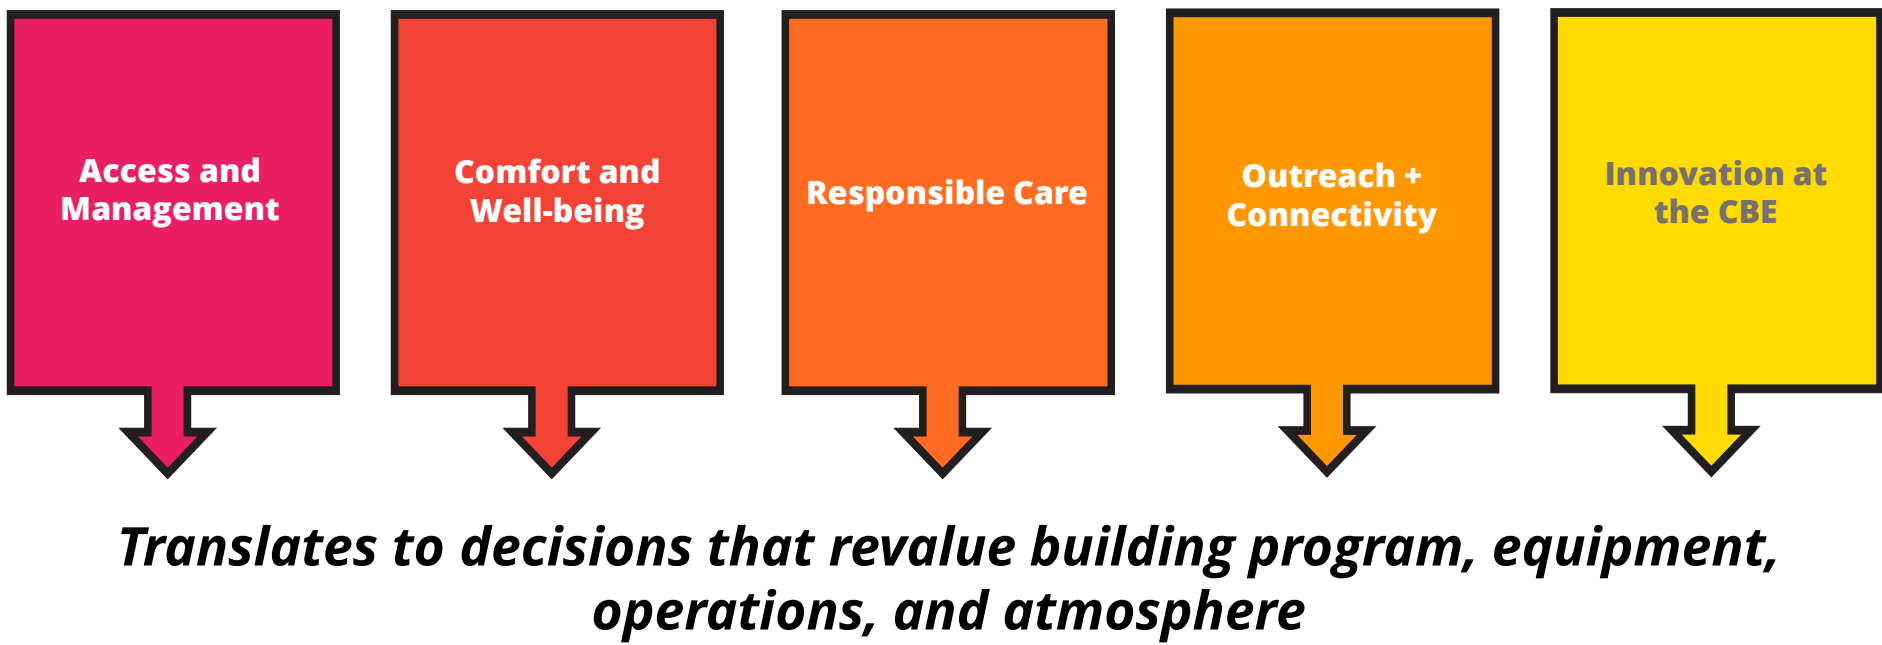 Access and
Management
Comfort and
Well-being
Responsible Care
Outreach +
Connectivity
Innovation at
the CBE
Translates to decisions that revalue building program, equipment,
operations, and atmosphere